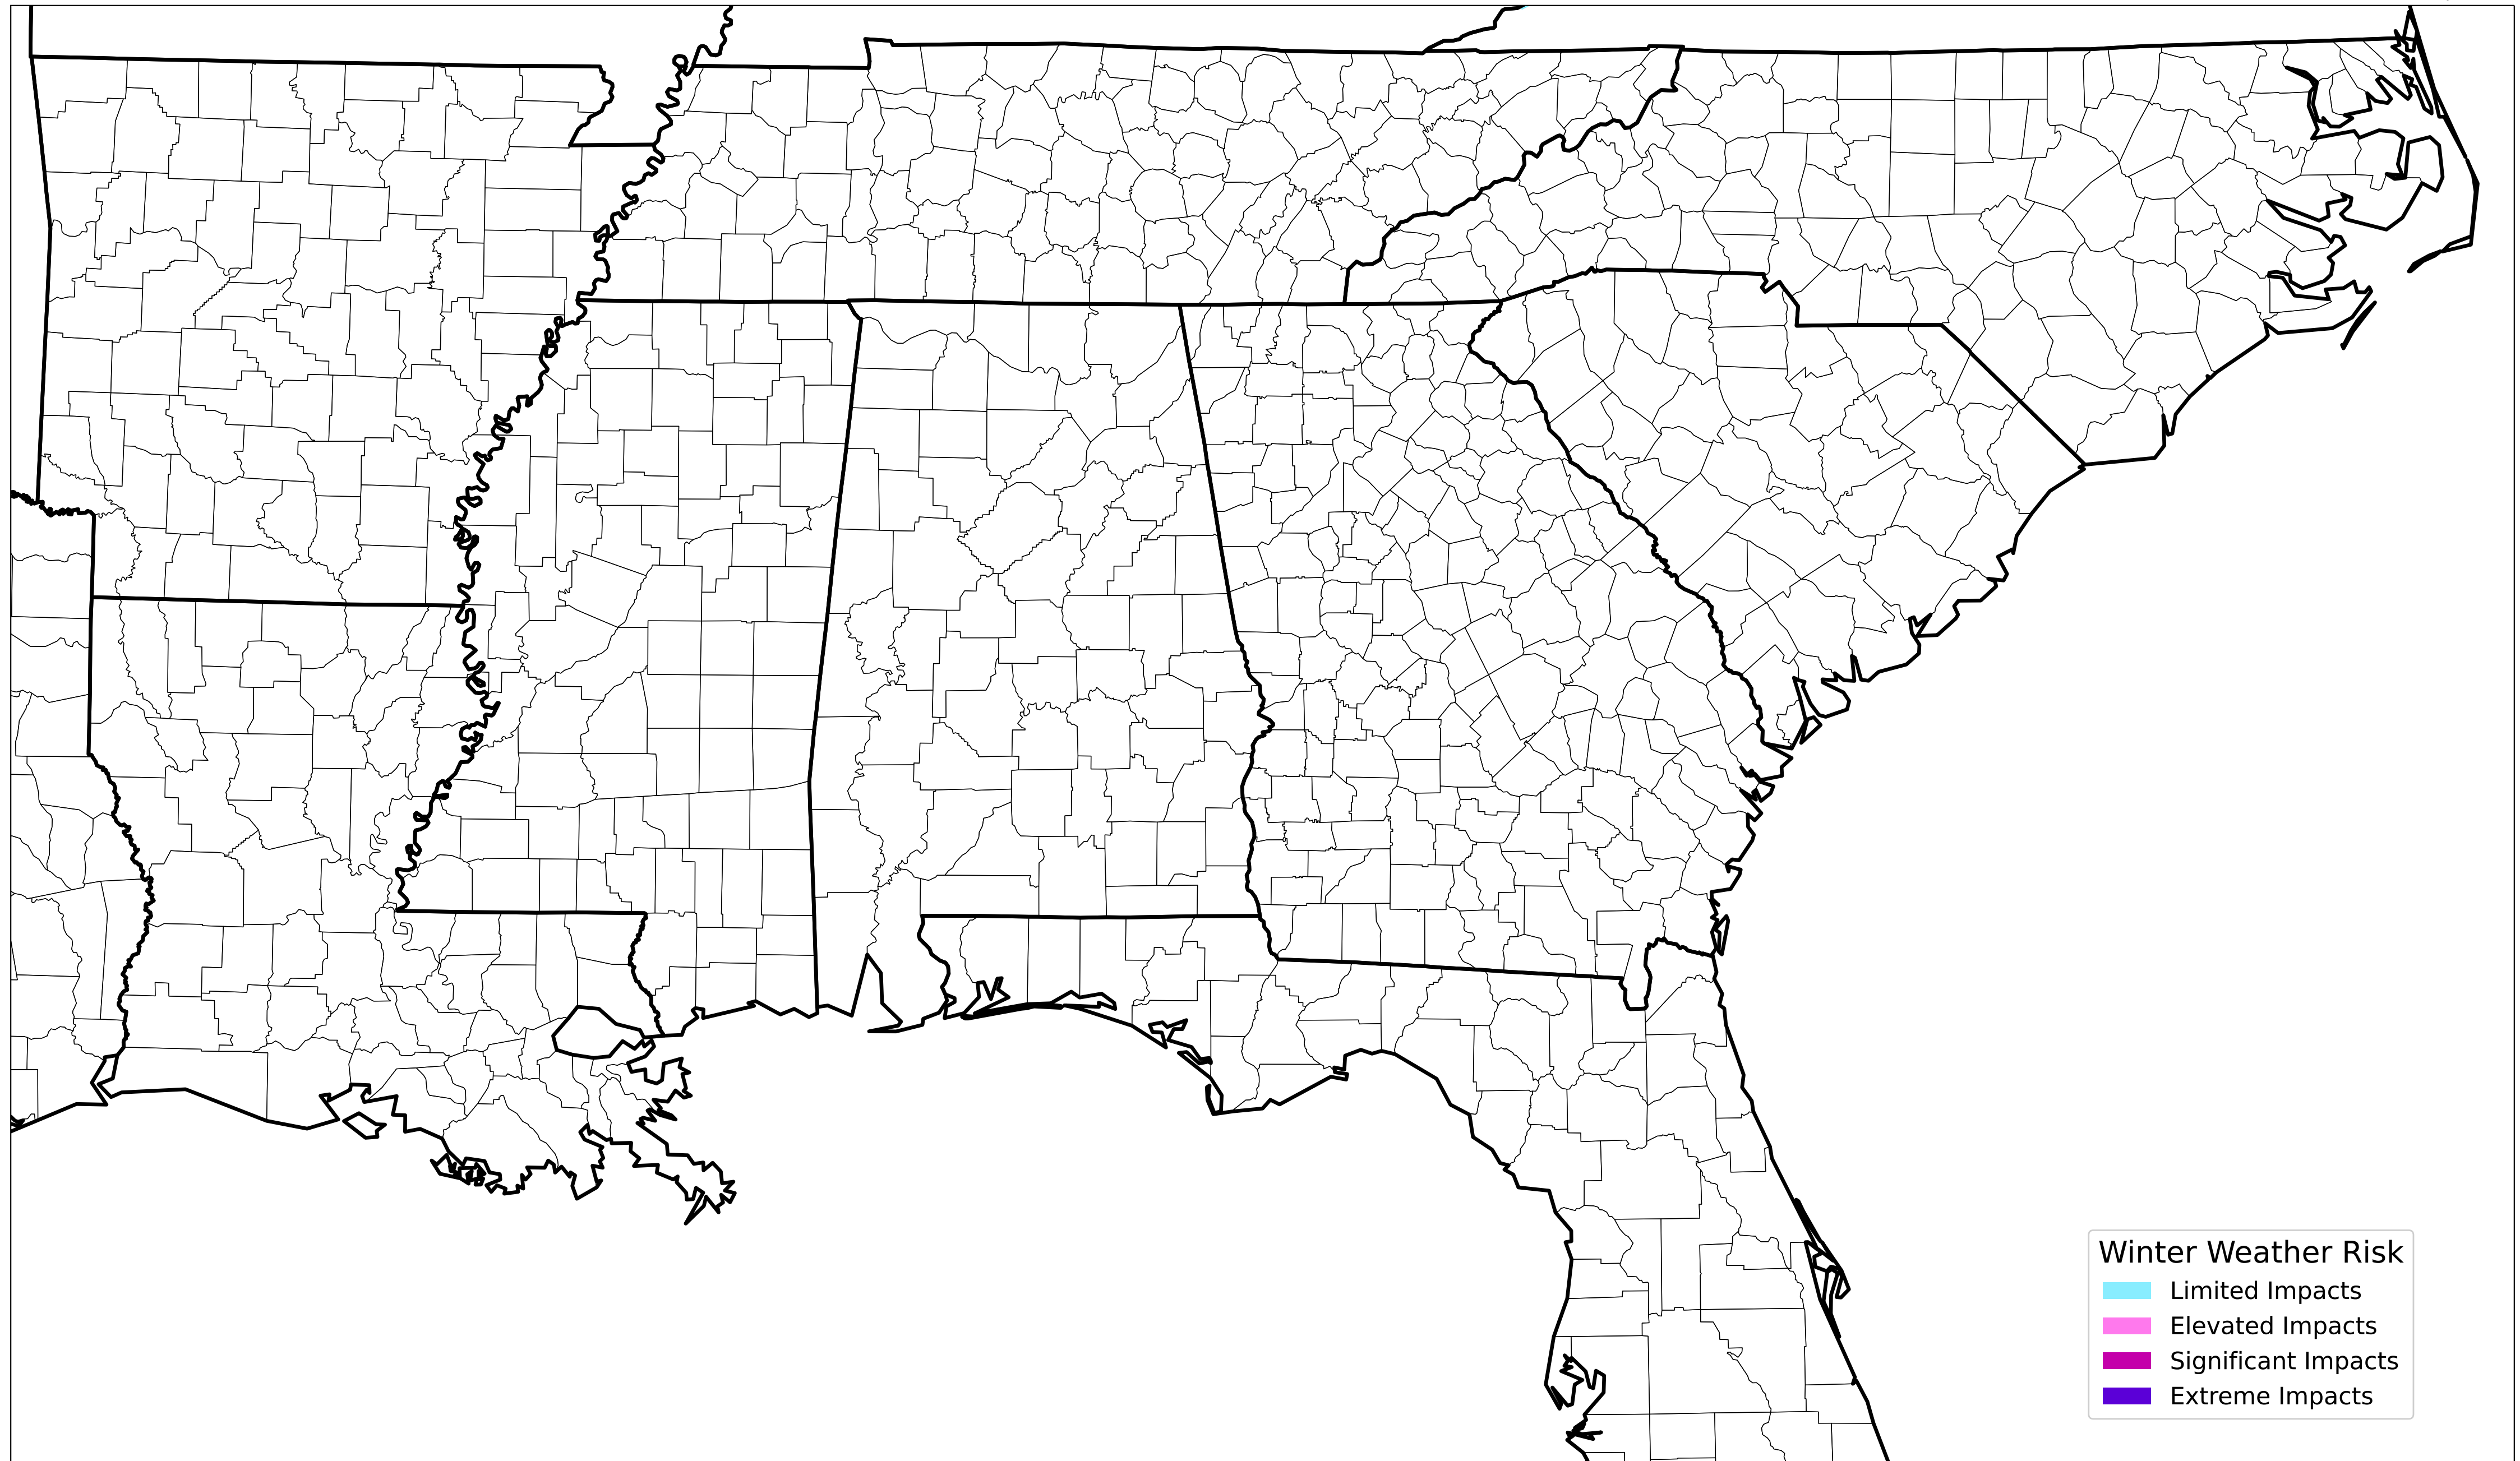 Winter Weather Risk
Limited Impacts
Elevated Impacts
Significant Impacts
Extreme Impacts